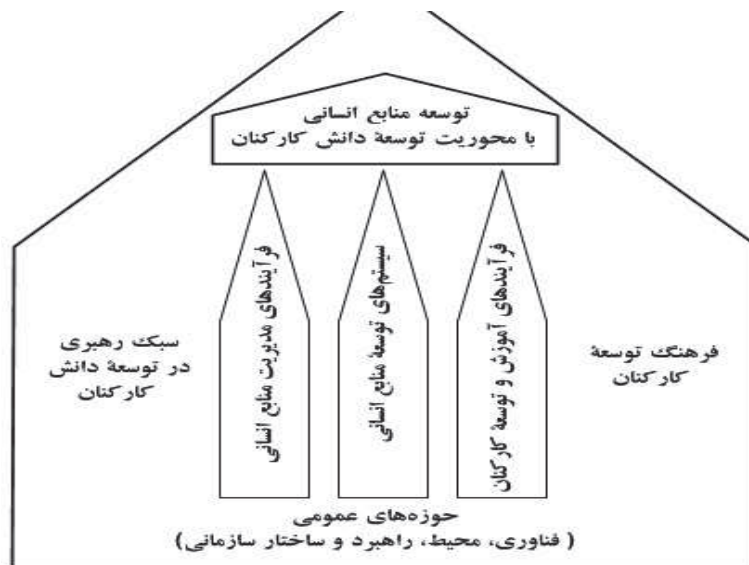 توسعه منابع انسانی
با محوریت توسعهٔ دانش کارکنان
فرآیندهای آموزش و توسعهٔ کارکنان
سیستم‌های توسعهٔ منابع انسانی
فرآیندهای مدیریت منابع انسانی
فرهنگ توسعهٔ
کارکنان
سبک رهبری
در توسعهٔ دانش
کارکنان
حوزه‌های عمومی
( فناوری، محیط، راهبرد و ساختار سازمانی)